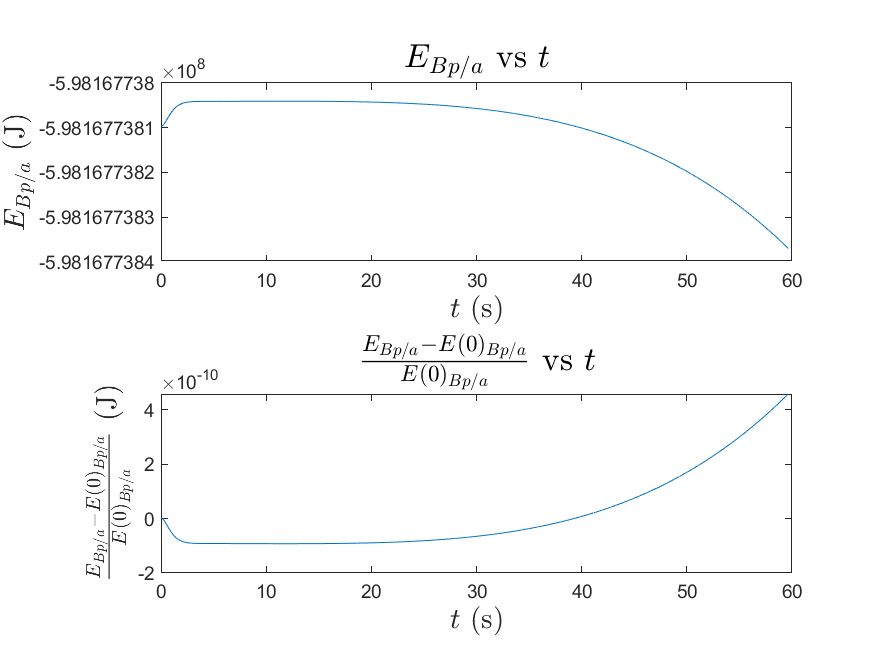 E_{Bp/a} vs t
×10^8
-5.98167738
-5.981677381
-5.981677382
-5.981677383
-5.981677384
E_{Bp/a} (J)
0 10 20 30 40 50 60
t (s)
\frac{E_{Bp/a}-E(0)_{Bp/a}}{E(0)_{Bp/a}} vs t
×10^{-10}
4
2
0
-2
\frac{E_{Bp/a}-E(0)_{Bp/a}}{E(0)_{Bp/a}} (J)
0 10 20 30 40 50 60
t (s)